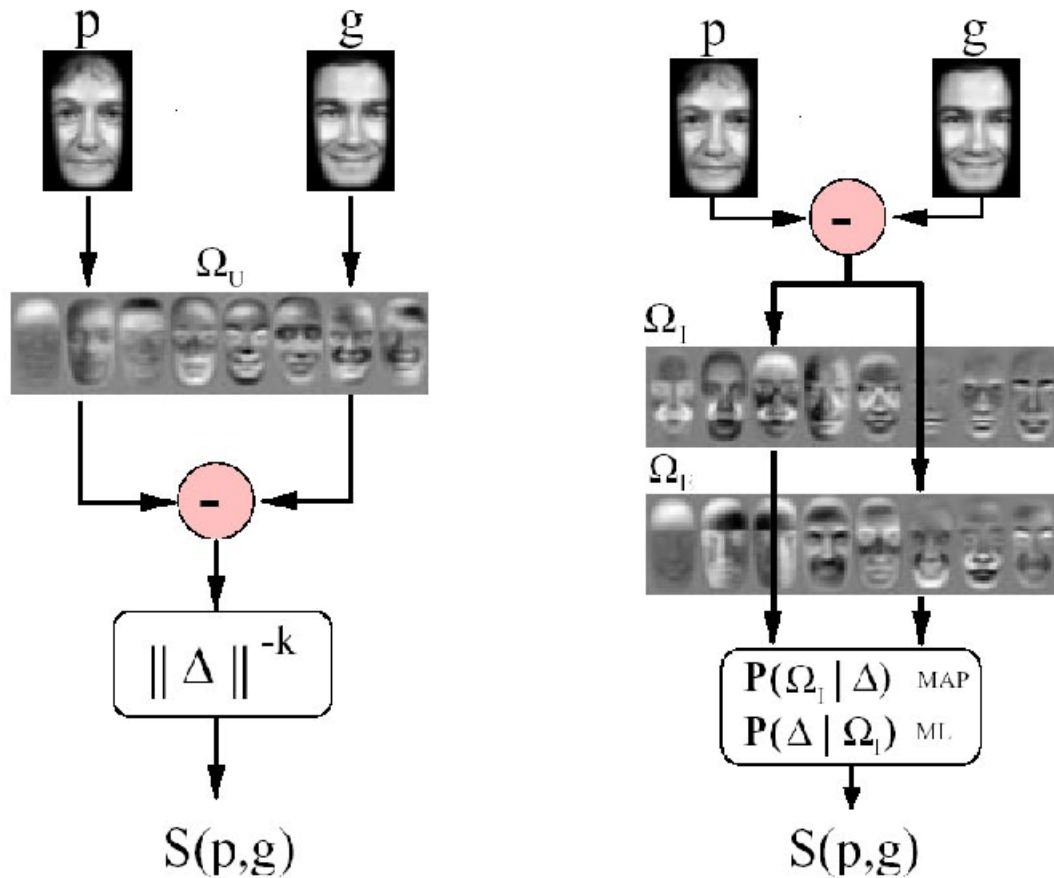 p
g
Ω_U
-
‖ Δ ‖^-k
S(p,g)
p
g
-
Ω_I
Ω_E
P(Ω_I | Δ) MAP
P(Δ | Ω_I) ML
S(p,g)